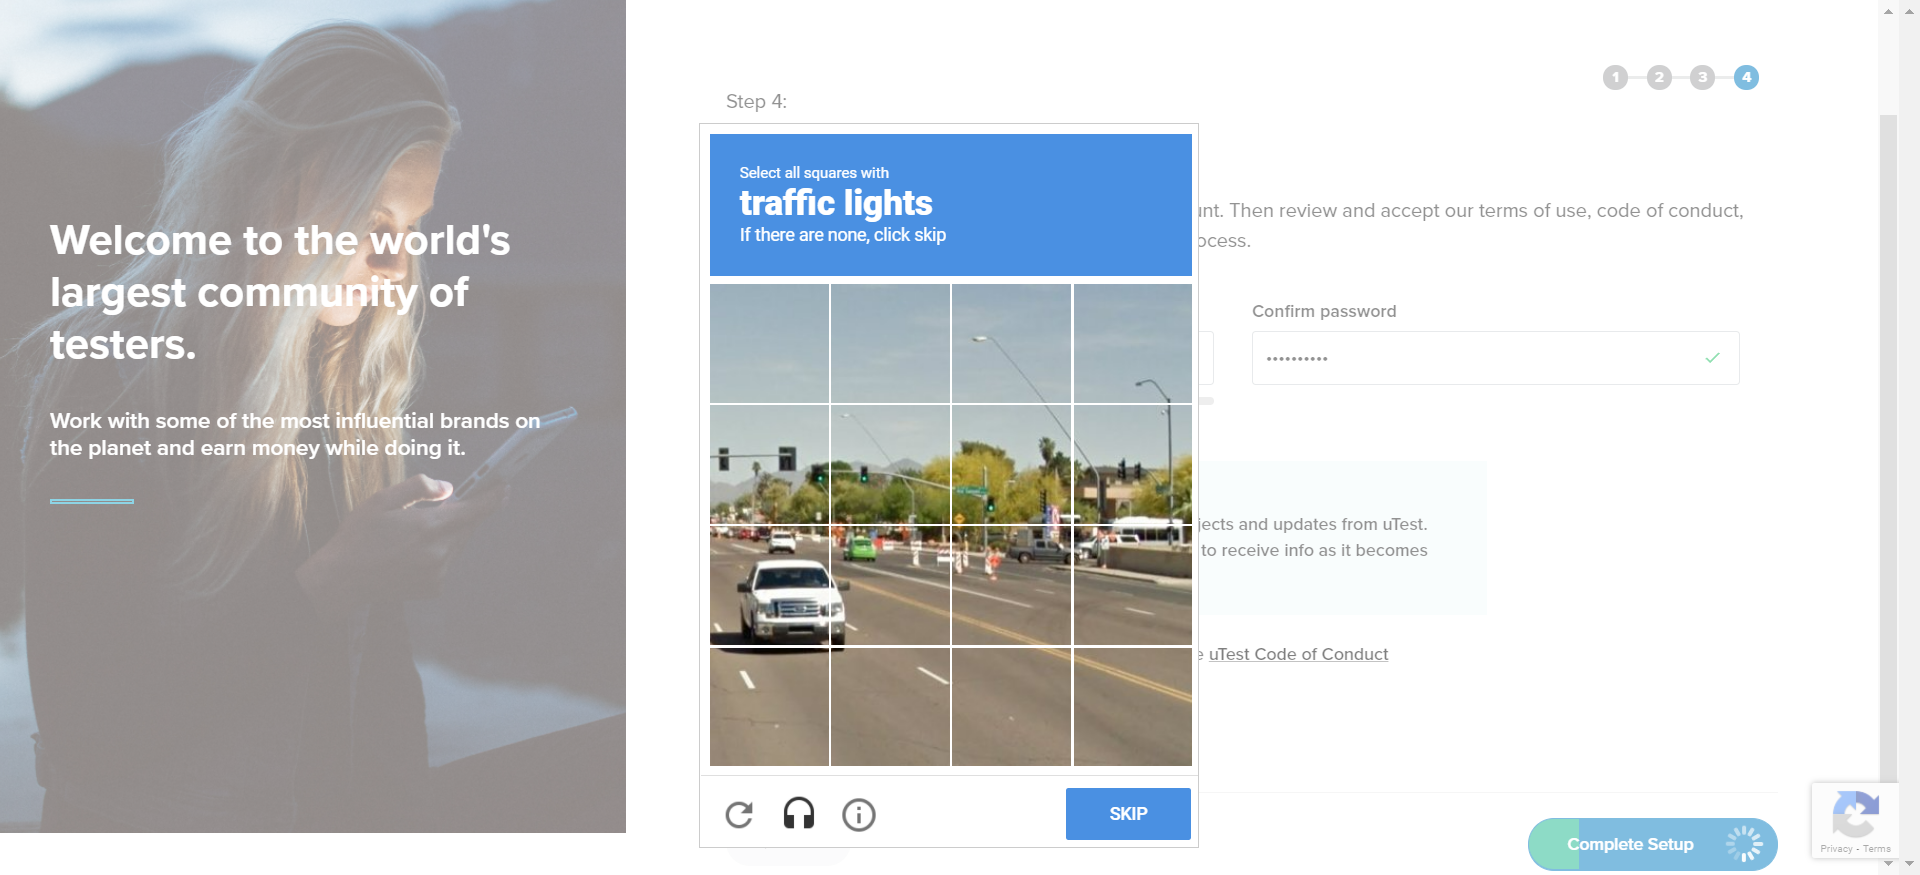 Welcome to the world's
largest community of
testers.
Work with some of the most influential brands on
the planet and earn money while doing it.
1 2 3 4
Step 4:
Select all squares with
traffic lights
If there are none, click skip
unt. Then review and accept our terms of use, code of conduct,
ocess.
Confirm password
jects and updates from uTest.
to receive info as it becomes
e uTest Code of Conduct
SKIP
Complete Setup
Privacy - Terms